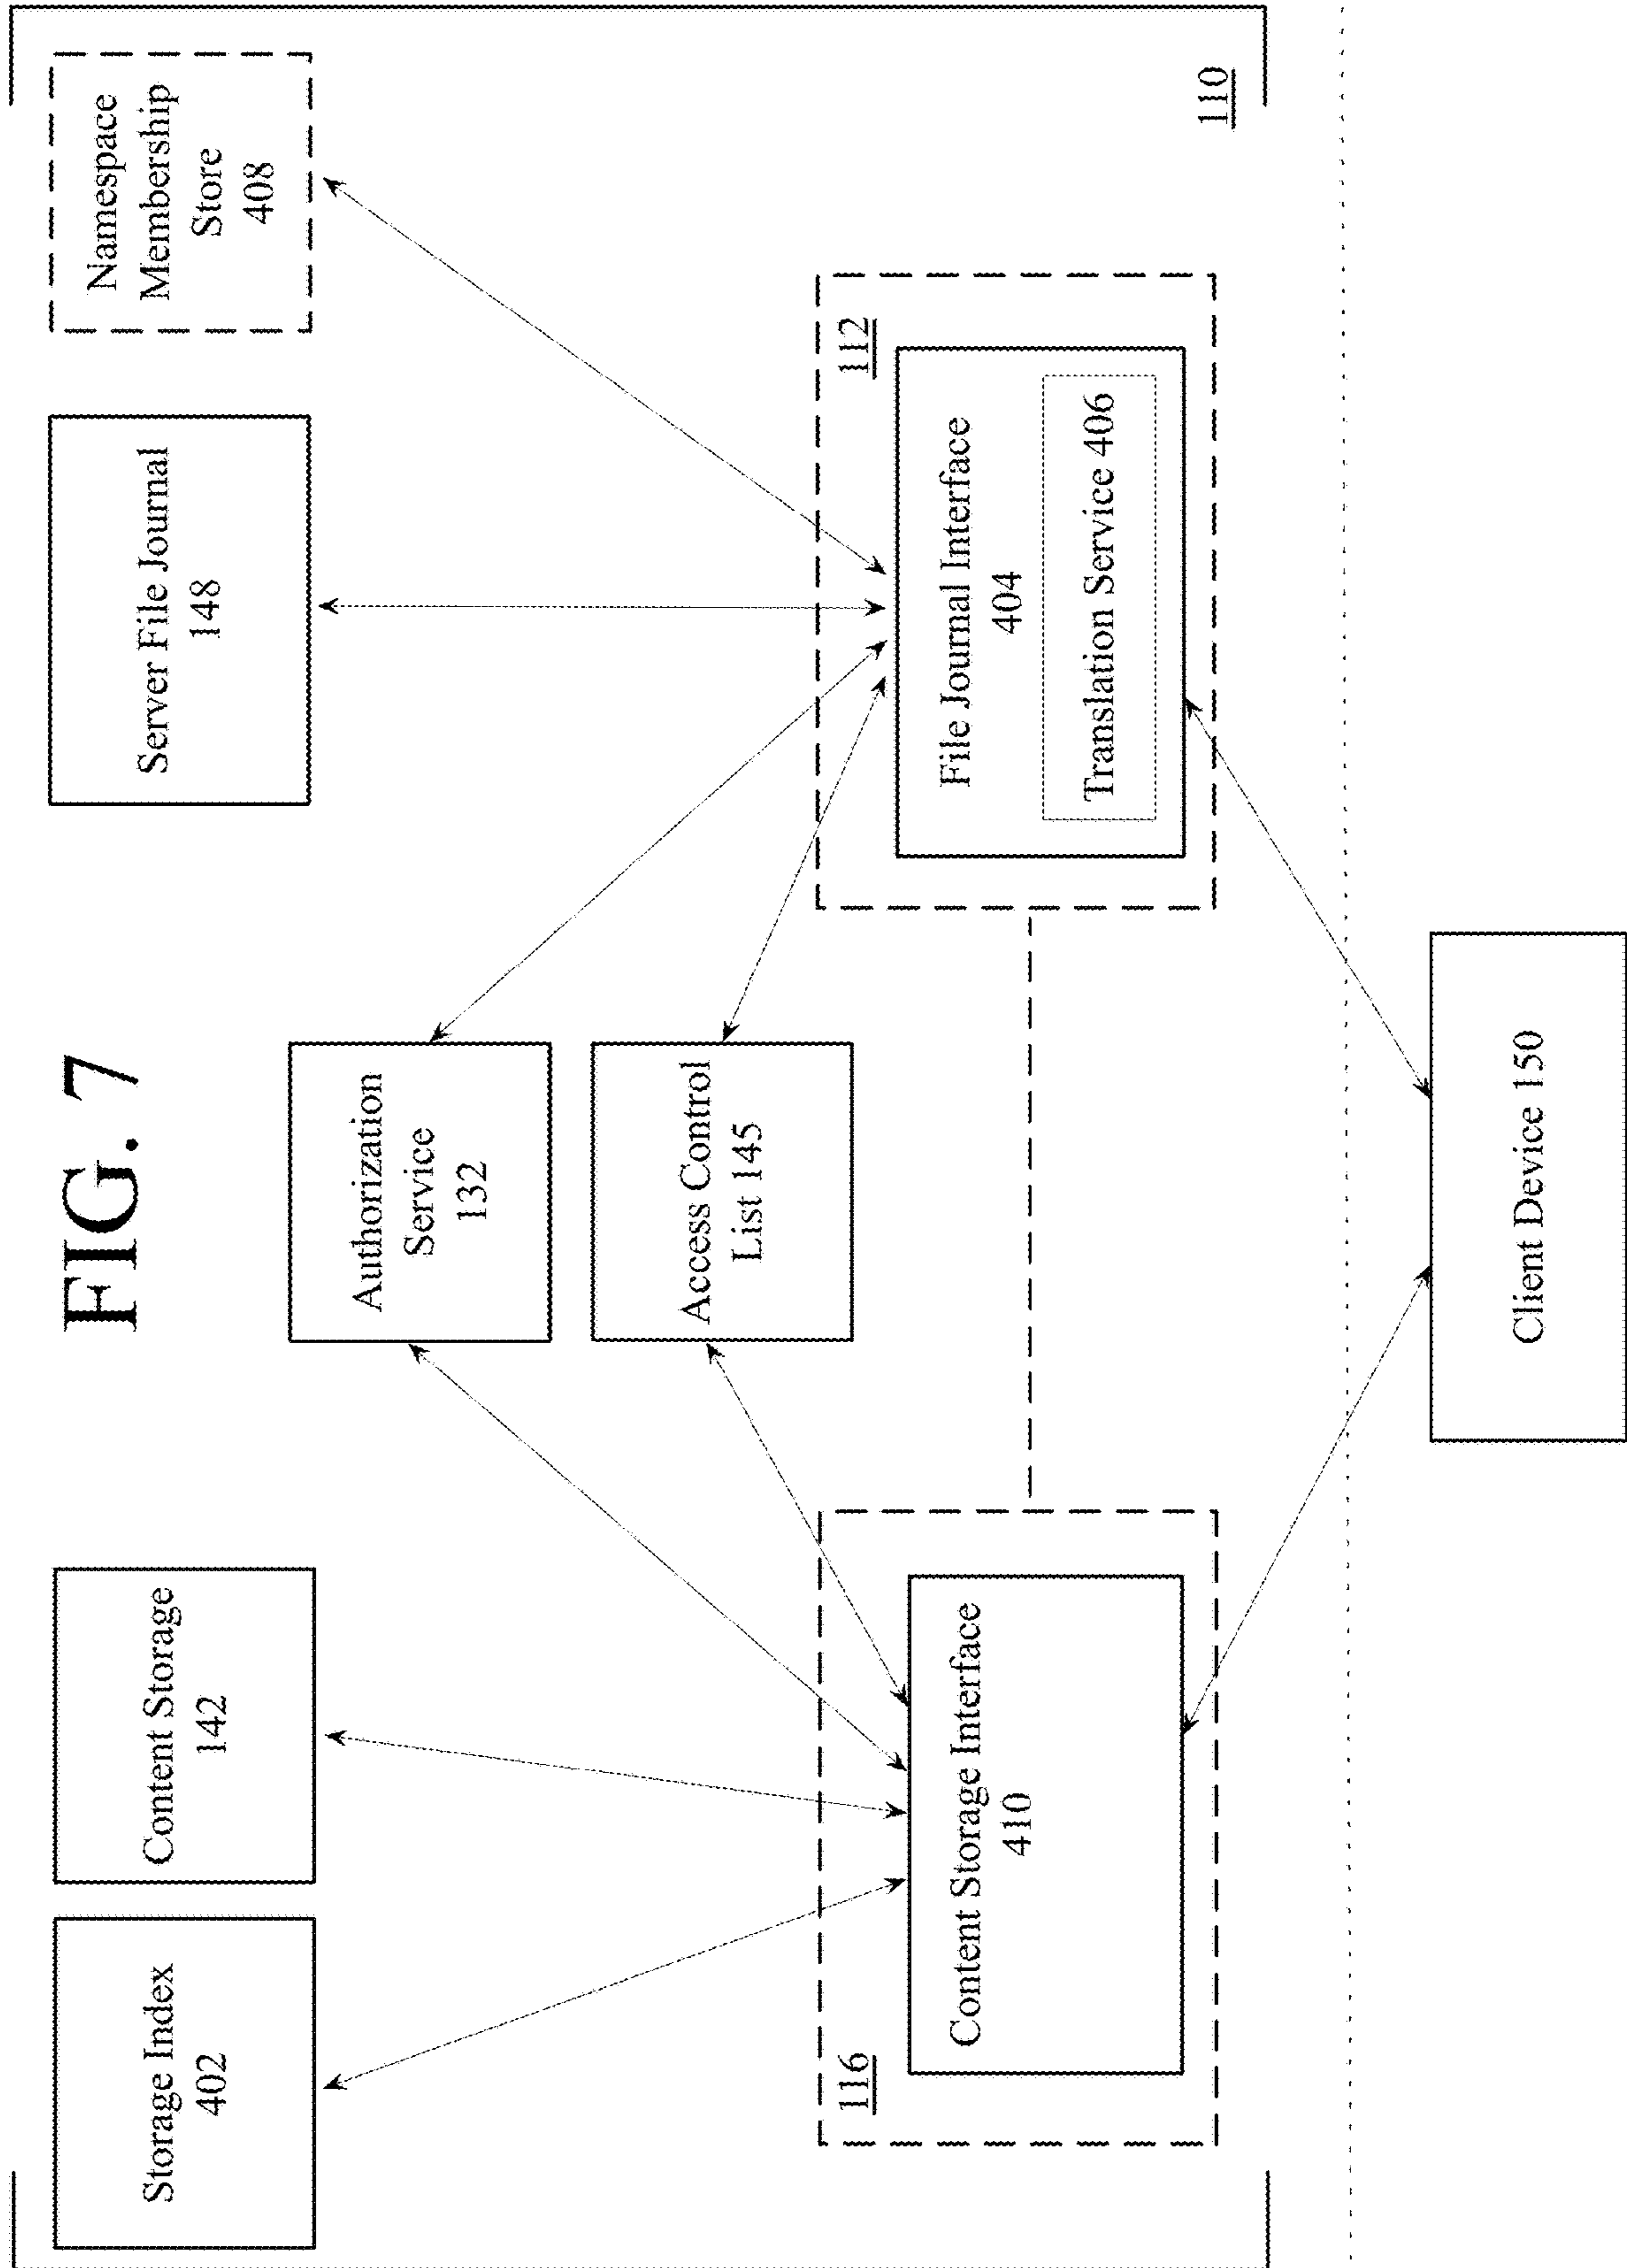 FIG. 7
Storage Index
402
Content Storage
142
Authorization
Service
132
Access Control
List 145
Server File Journal
148
Namespace
Membership
Store
408
116
Content Storage Interface
410
112
File Journal Interface
404
Translation Service 406
110
Client Device 150